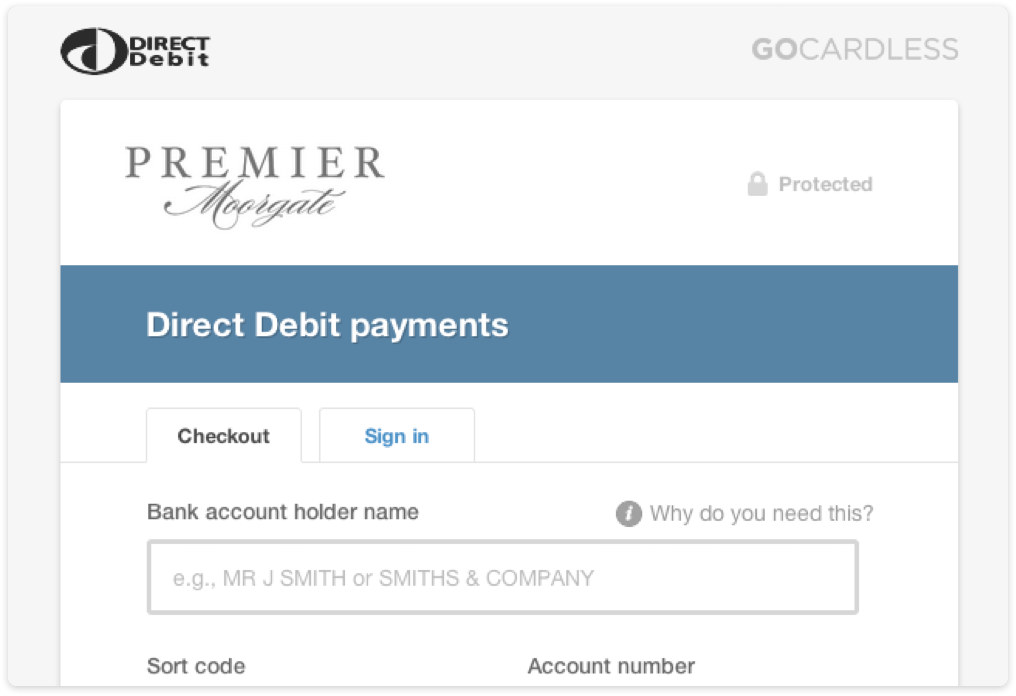 DIRECT
Debit
GOCARDLESS
PREMIER
Moorgate
Protected
Direct Debit payments
Checkout
Sign in
Bank account holder name
i Why do you need this?
e.g., MR J SMITH or SMITHS & COMPANY
Sort code
Account number